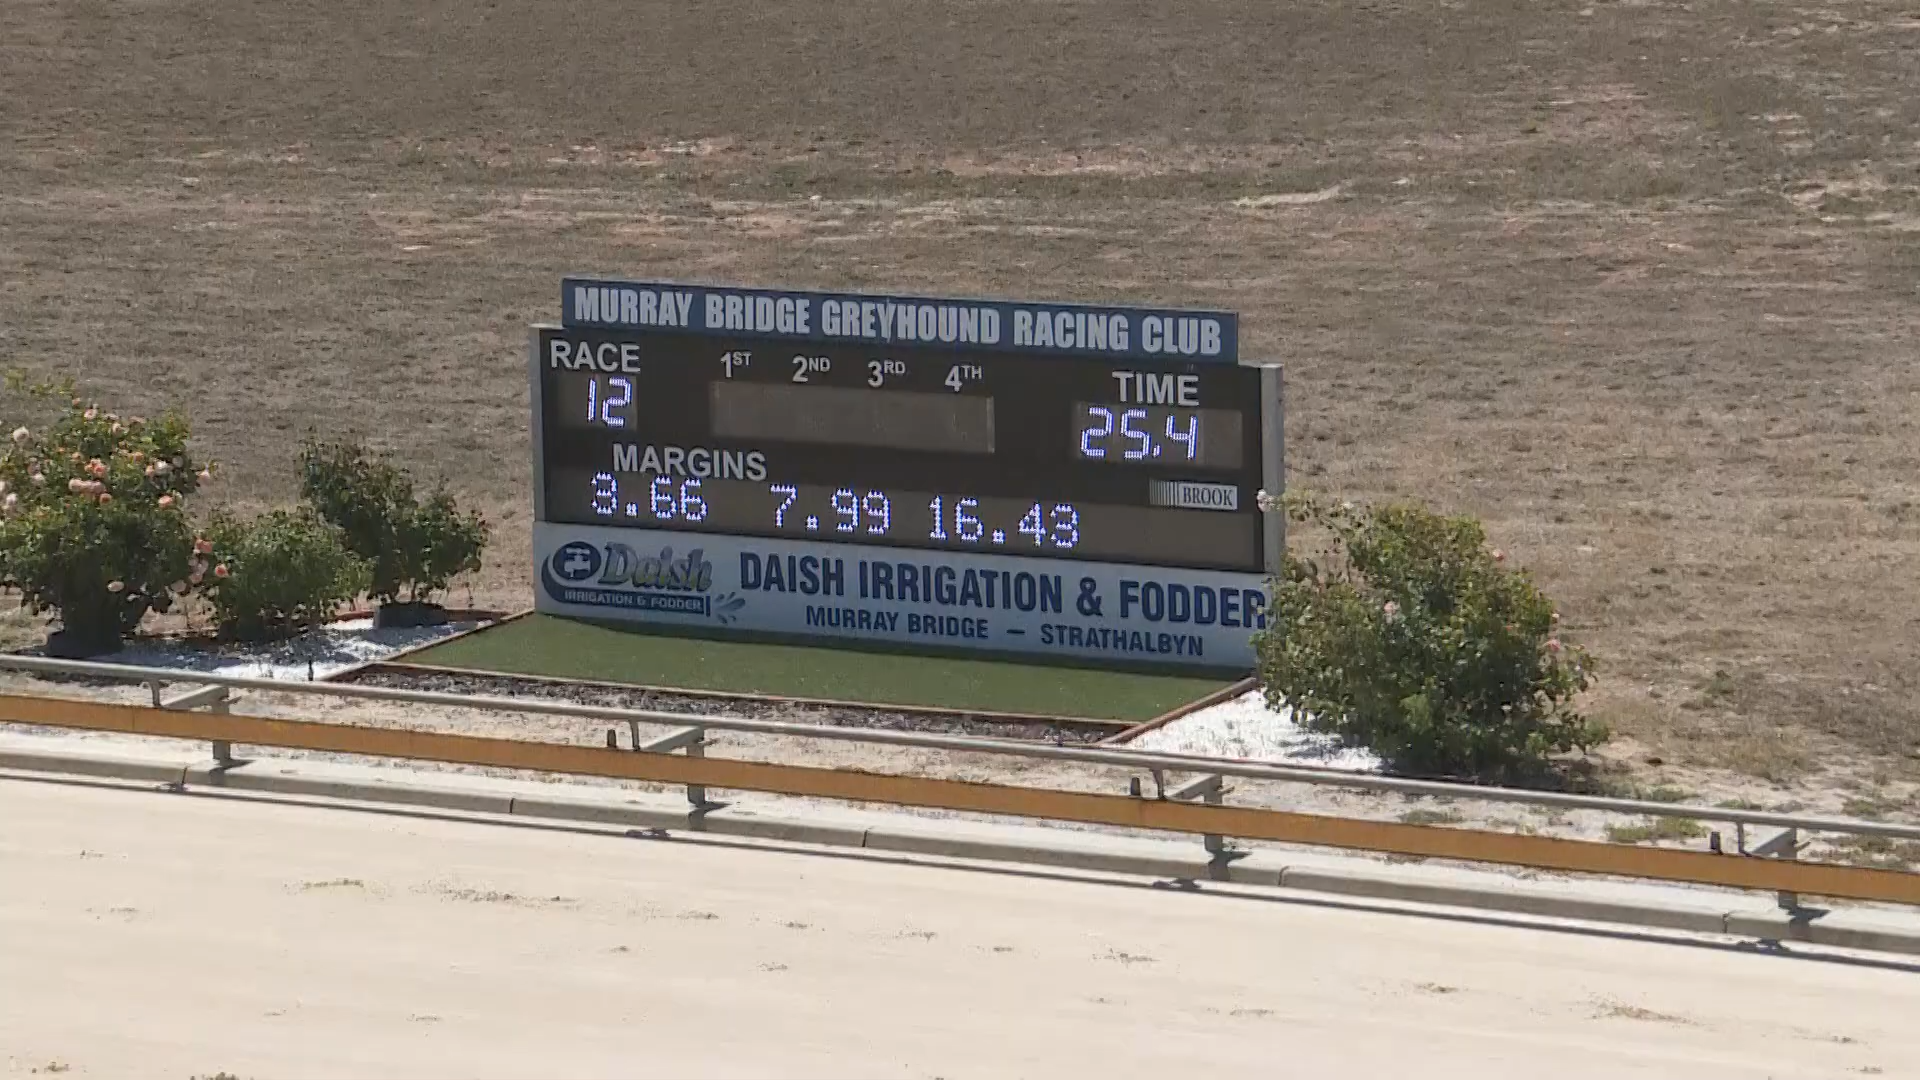 MURRAY BRIDGE GREYHOUND RACING CLUB
RACE 1ST 2ND 3RD 4TH TIME
12 25.4
MARGINS
BROOK
3.66 7.99 16.43
Daish
IRRIGATION & FODDER
DAISH IRRIGATION & FODDER
MURRAY BRIDGE – STRATHALBYN